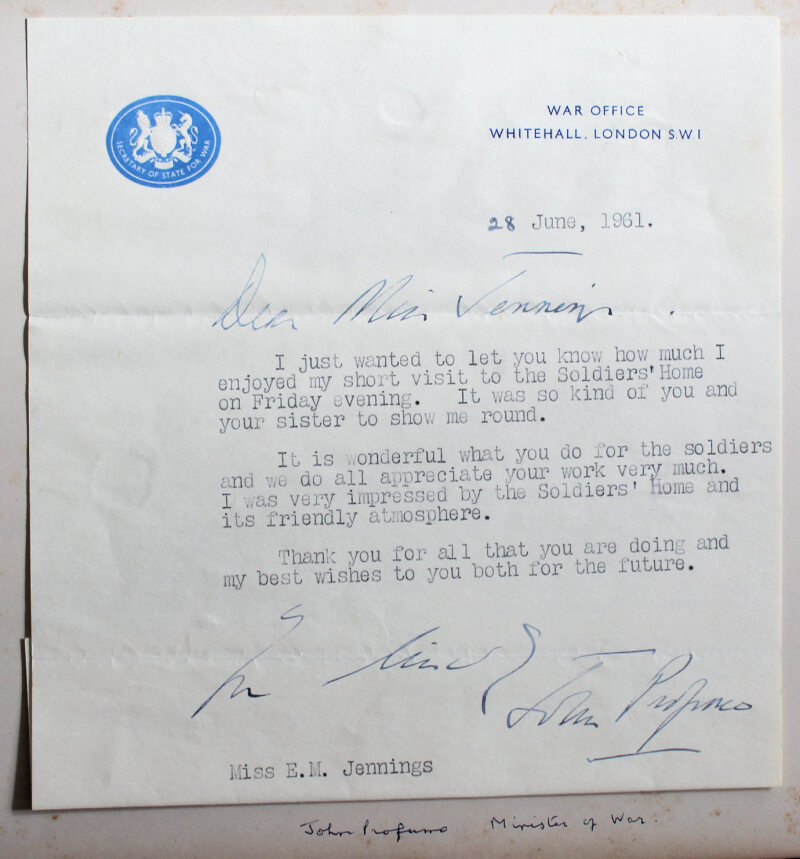 SECRETARY OF STATE FOR WAR
WAR OFFICE
WHITEHALL, LONDON S.W.1
28 June, 1961.
Dear Miss Jennings.
I just wanted to let you know how much I
enjoyed my short visit to the Soldiers' Home
on Friday evening. It was so kind of you and
your sister to show me round.
It is wonderful what you do for the soldiers
and we do all appreciate your work very much.
I was very impressed by the Soldiers' Home and
its friendly atmosphere.
Thank you for all that you are doing and
my best wishes to you both for the future.
John Profumo
Miss E.M. Jennings
John Profumo Minister of War.